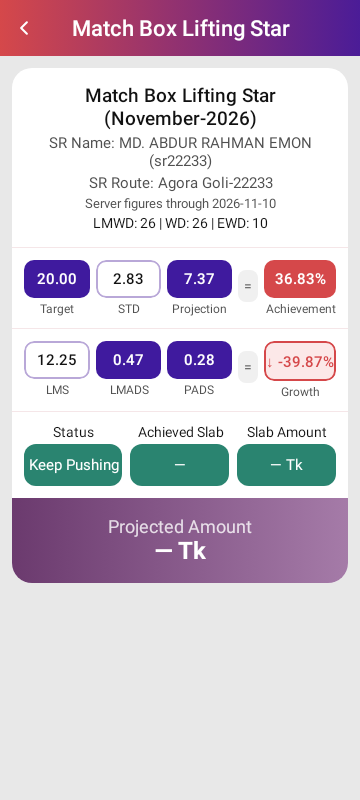 Match Box Lifting Star
Match Box Lifting Star
(November-2026)
SR Name: MD. ABDUR RAHMAN EMON
(sr22233)
SR Route: Agora Goli-22233
Server figures through 2026-11-10
LMWD: 26 | WD: 26 | EWD: 10
20.00 2.83 7.37 = 36.83%
Target STD Projection Achievement
12.25 0.47 0.28 = ↓ -39.87%
LMS LMADS PADS Growth
Status Achieved Slab Slab Amount
Keep Pushing — — Tk
Projected Amount
— Tk